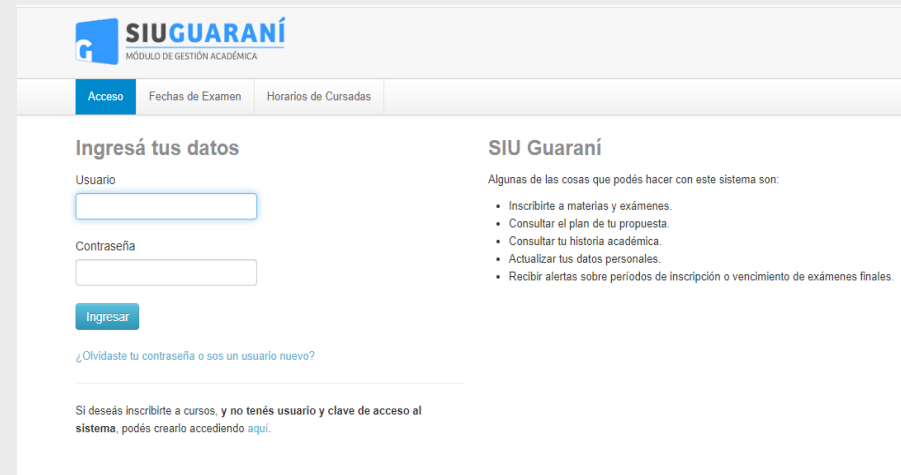 SIUGUARANÍ
MÓDULO DE GESTIÓN ACADÉMICA
Acceso
Fechas de Examen
Horarios de Cursadas
Ingresá tus datos
Usuario
Contraseña
Ingresar
¿Olvidaste tu contraseña o sos un usuario nuevo?
Si deseás inscribirte a cursos, y no tenés usuario y clave de acceso al
sistema, podés crearlo accediendo aquí.
SIU Guaraní
Algunas de las cosas que podés hacer con este sistema son:
• Inscribirte a materias y exámenes.
• Consultar el plan de tu propuesta.
• Consultar tu historia académica.
• Actualizar tus datos personales.
• Recibir alertas sobre períodos de inscripción o vencimiento de exámenes finales.